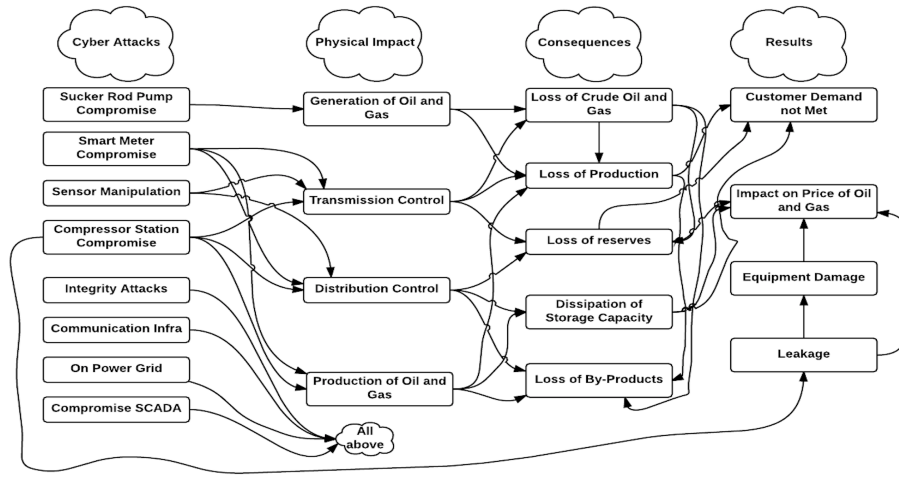 Cyber Attacks
Physical Impact
Consequences
Results
Sucker Rod Pump
Compromise
Smart Meter
Compromise
Sensor Manipulation
Compressor Station
Compromise
Integrity Attacks
Communication Infra
On Power Grid
Compromise SCADA
Generation of Oil and
Gas
Transmission Control
Distribution Control
Production of Oil and
Gas
All
above
Loss of Crude Oil and
Gas
Loss of Production
Loss of reserves
Dissipation of
Storage Capacity
Loss of By-Products
Customer Demand
not Met
Impact on Price of Oil
and Gas
Equipment Damage
Leakage